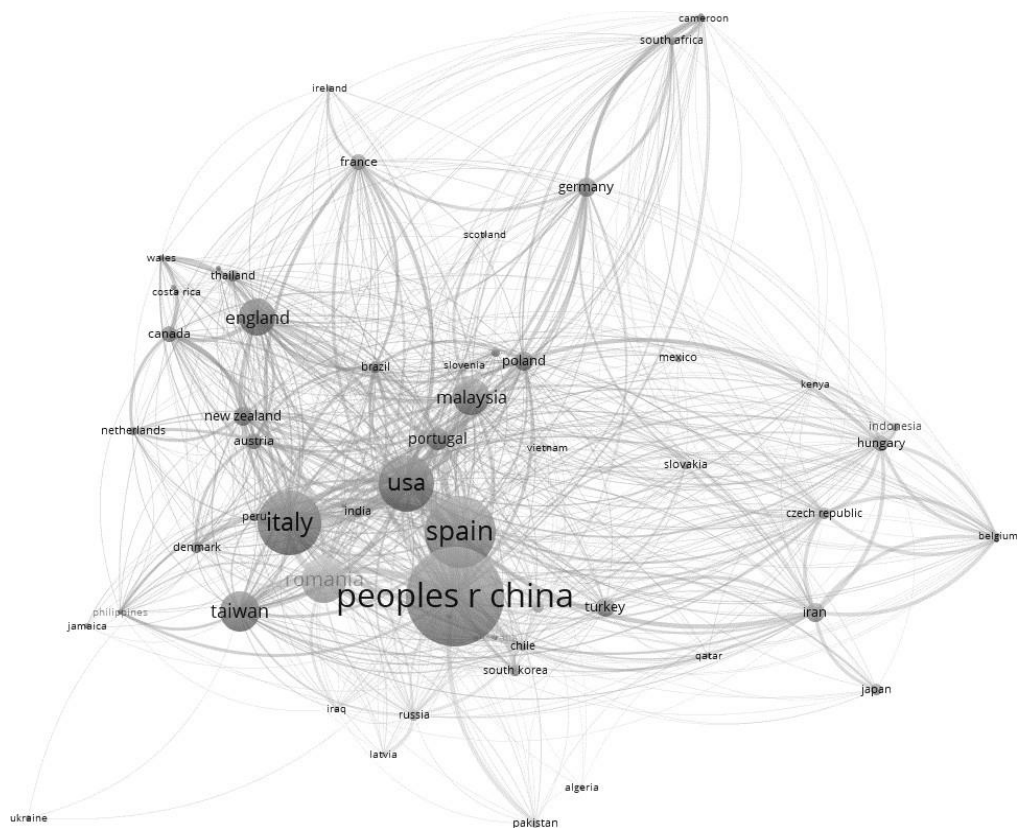 cameroon
south africa
ireland
france
germany
scotland
wales
thailand
costa rica
england
canada
mexico
slovenia
poland
brazil
kenya
malaysia
new zealand
netherlands
indonesia
portugal
austria
hungary
vietnam
slovakia
usa
india
peru
italy
czech republic
spain
belgium
denmark
romania
peoples r china
turkey
taiwan
philippines
iran
jamaica
chile
qatar
south korea
japan
iraq
russia
latvia
algeria
ukraine
pakistan